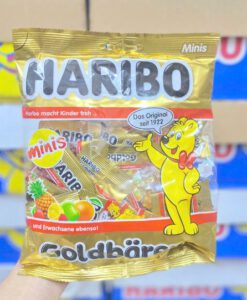 Minis
HARIBO
Haribo macht Kinder froh
Das Original
seit 1922
Minis
HARIBO
und Erwachsene ebenso!
Goldbären